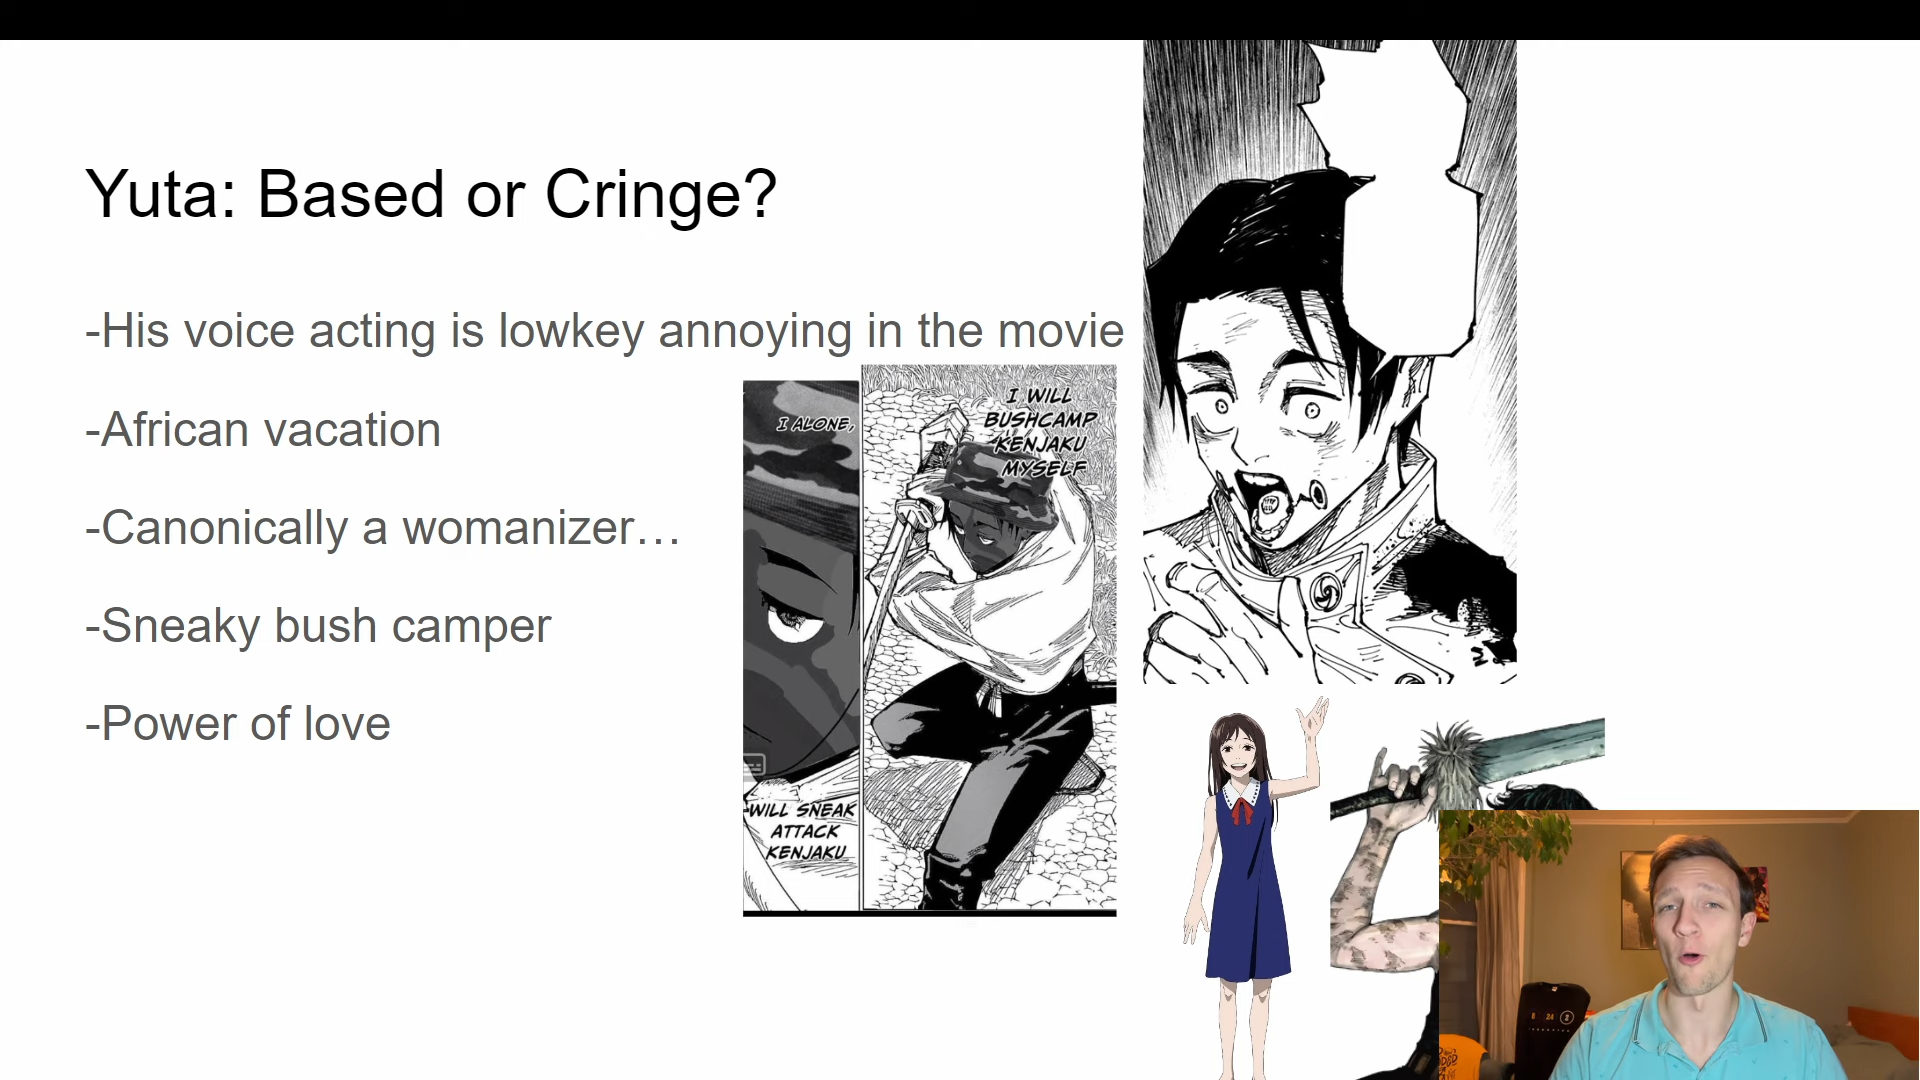 Yuta: Based or Cringe?
-His voice acting is lowkey annoying in the movie
-African vacation
-Canonically a womanizer…
-Sneaky bush camper
-Power of love
I ALONE,
WILL SNEAK
ATTACK
KENJAKU
I WILL
BUSHCAMP
KENJAKU
MYSELF